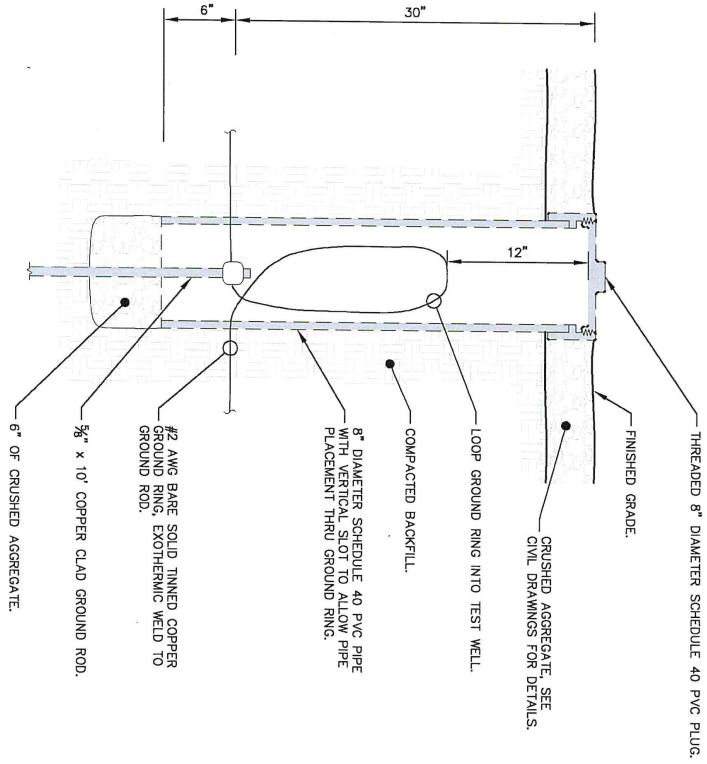 THREADED 8" DIAMETER SCHEDULE 40 PVC PLUG.
FINISHED GRADE.
CRUSHED AGGREGATE, SEE
CIVIL DRAWINGS FOR DETAILS.
LOOP GROUND RING INTO TEST WELL.
COMPACTED BACKFILL.
8" DIAMETER SCHEDULE 40 PVC PIPE
WITH VERTICAL SLOT TO ALLOW PIPE
PLACEMENT THRU GROUND RING.
#2 AWG BARE SOLID TINNED COPPER
GROUND RING, EXOTHERMIC WELD TO
GROUND ROD.
⅝" x 10' COPPER CLAD GROUND ROD.
6" OF CRUSHED AGGREGATE.
12"
30"
6"